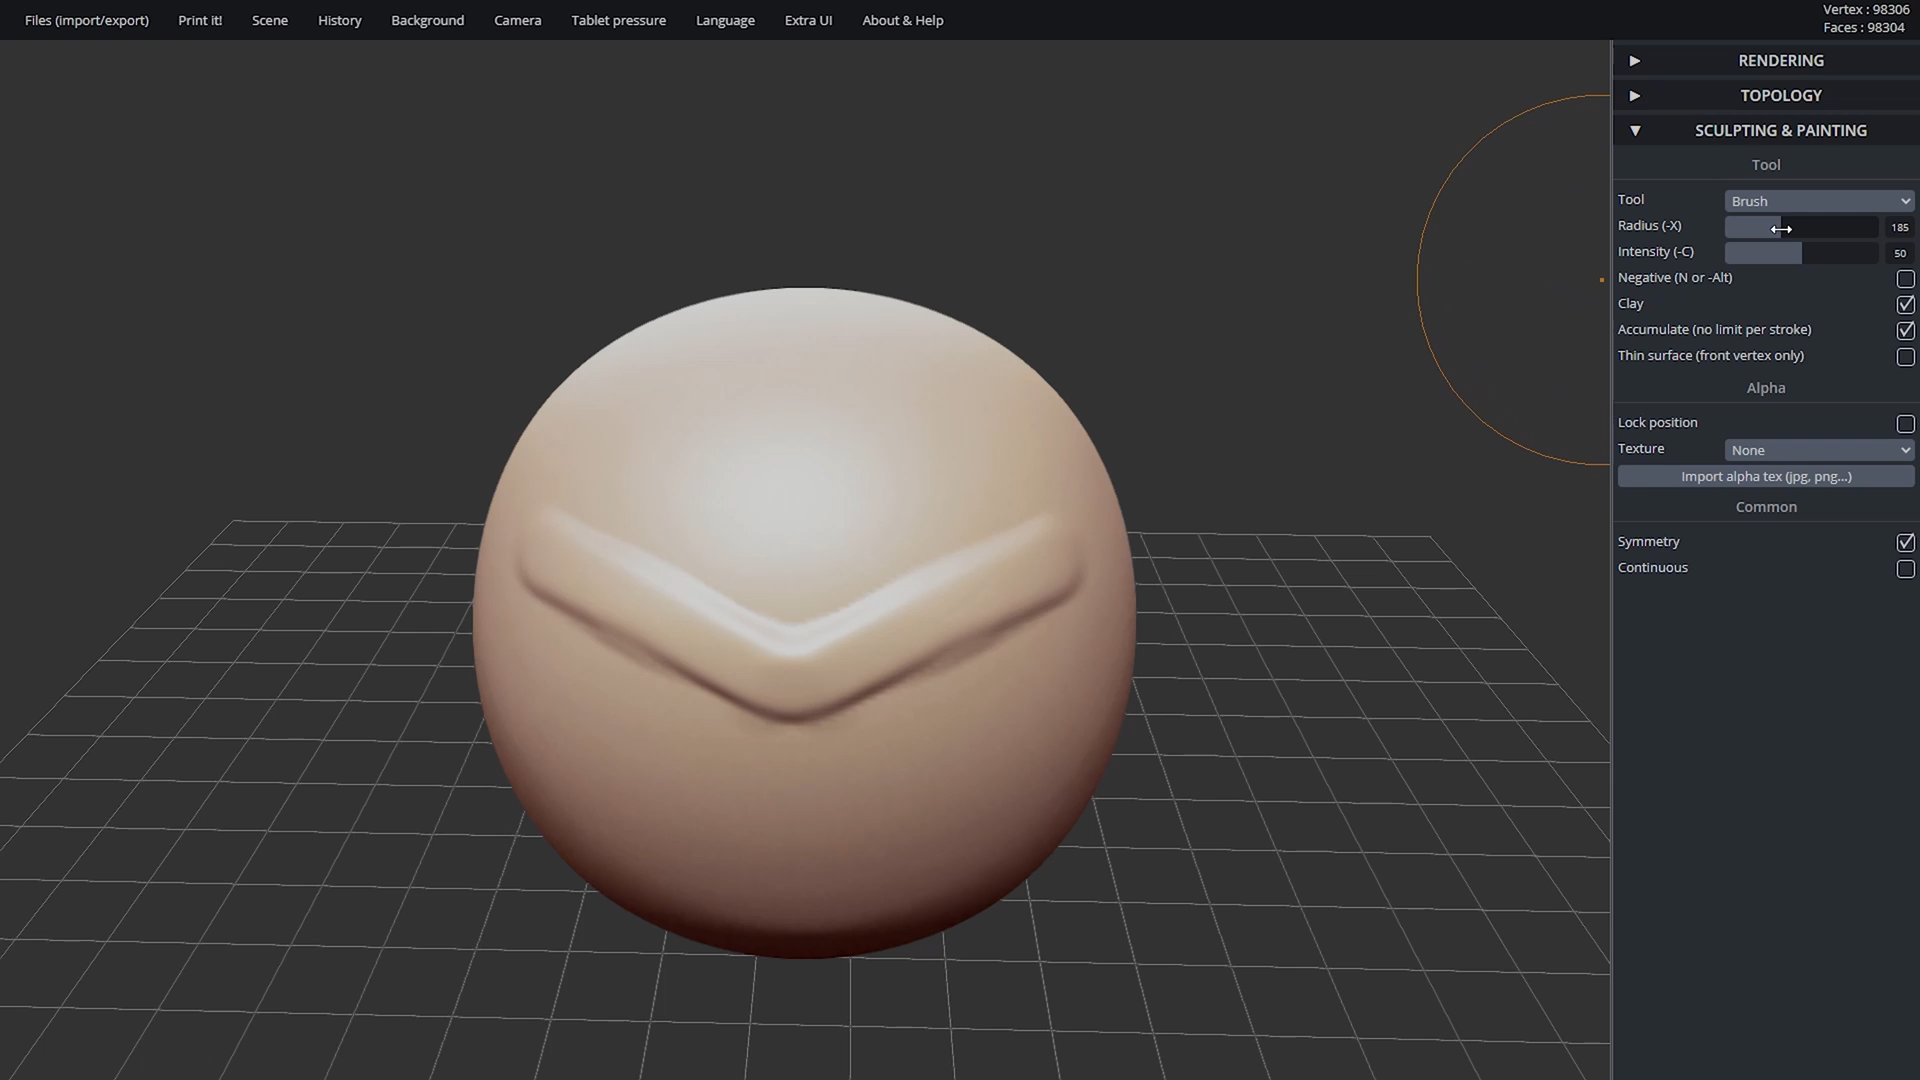 Files (import/export) Print it! Scene History Background Camera Tablet pressure Language Extra UI About & Help
Vertex : 98306
Faces : 98304
RENDERING
TOPOLOGY
SCULPTING & PAINTING
Tool
Tool Brush
Radius (-X) 185
Intensity (-C) 50
Negative (N or -Alt)
Clay
Accumulate (no limit per stroke)
Thin surface (front vertex only)
Alpha
Lock position
Texture None
Import alpha tex (jpg, png...)
Common
Symmetry
Continuous